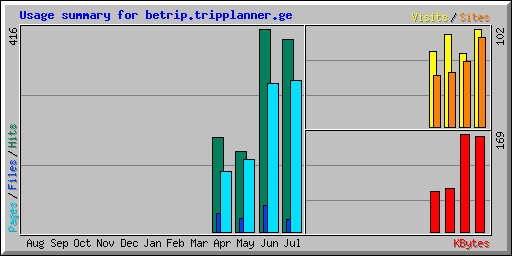 Usage summary for betrip.tripplanner.ge
Visits/Sites
416
102
169
Pages/Files/Hits
Aug Sep Oct Nov Dec Jan Feb Mar Apr May Jun Jul
KBytes